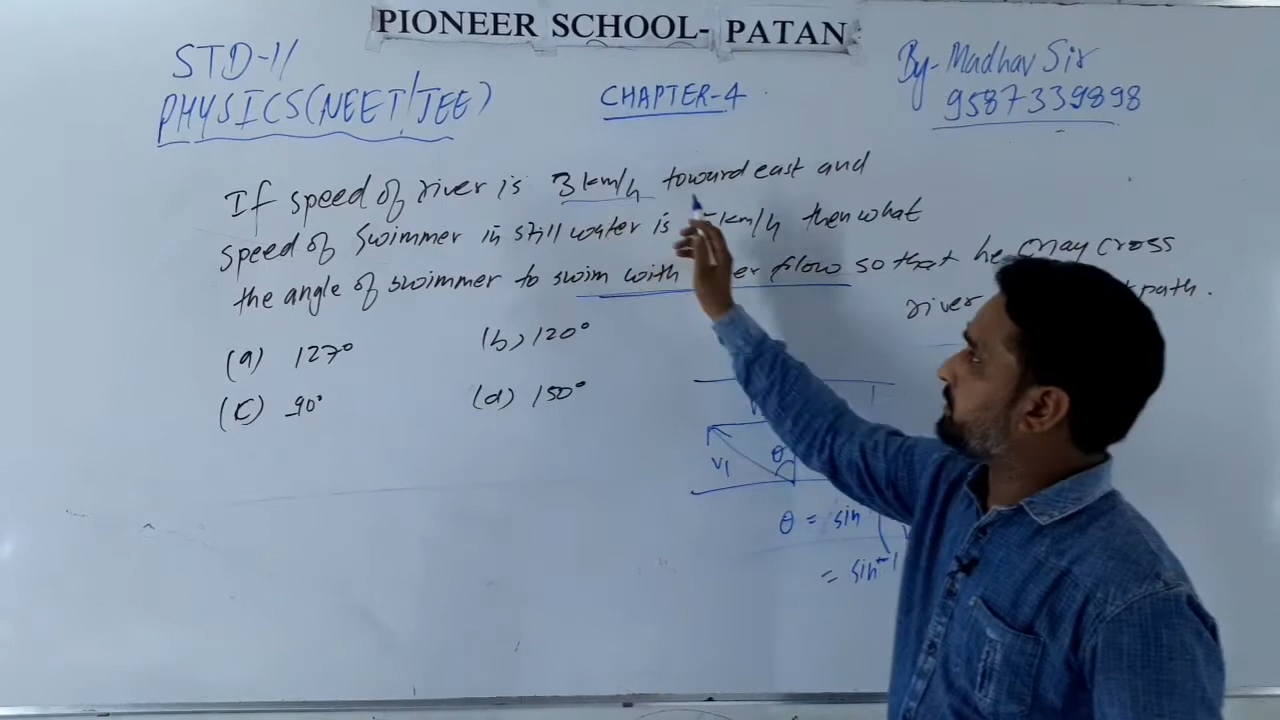 PIONEER SCHOOL- PATAN
STD-11
PHYSICS(NEET/JEE)
CHAPTER-4
By- Madhav Sir
9587339898
If speed of river is 3 km/h toward east and
speed of swimmer in still water is km/h then what
the angle of swimmer to swim with flow so that he may cross
river path.
(a) 127° (b) 120°
(c) 90° (d) 150°
V1 θ
θ = sin
= sin-1